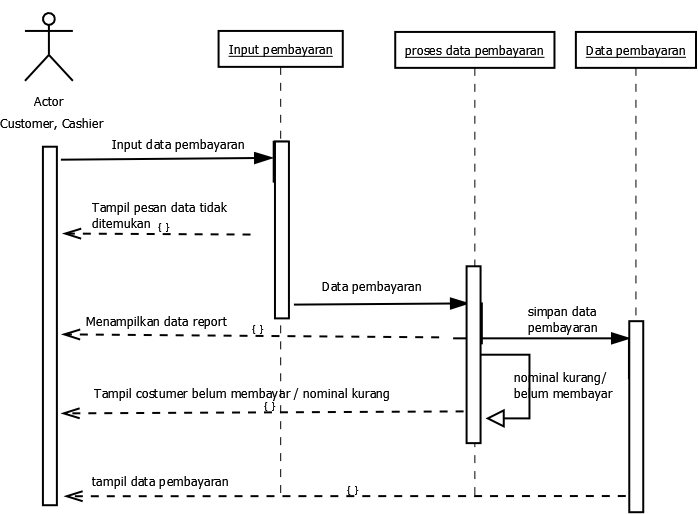 Input pembayaran
proses data pembayaran
Data pembayaran
Actor
Customer, Cashier
Input data pembayaran
Tampil pesan data tidak
ditemukan { }
Data pembayaran
simpan data
pembayaran
Menampilkan data report
{ }
nominal kurang/
belum membayar
Tampil costumer belum membayar / nominal kurang
{ }
tampil data pembayaran
{ }